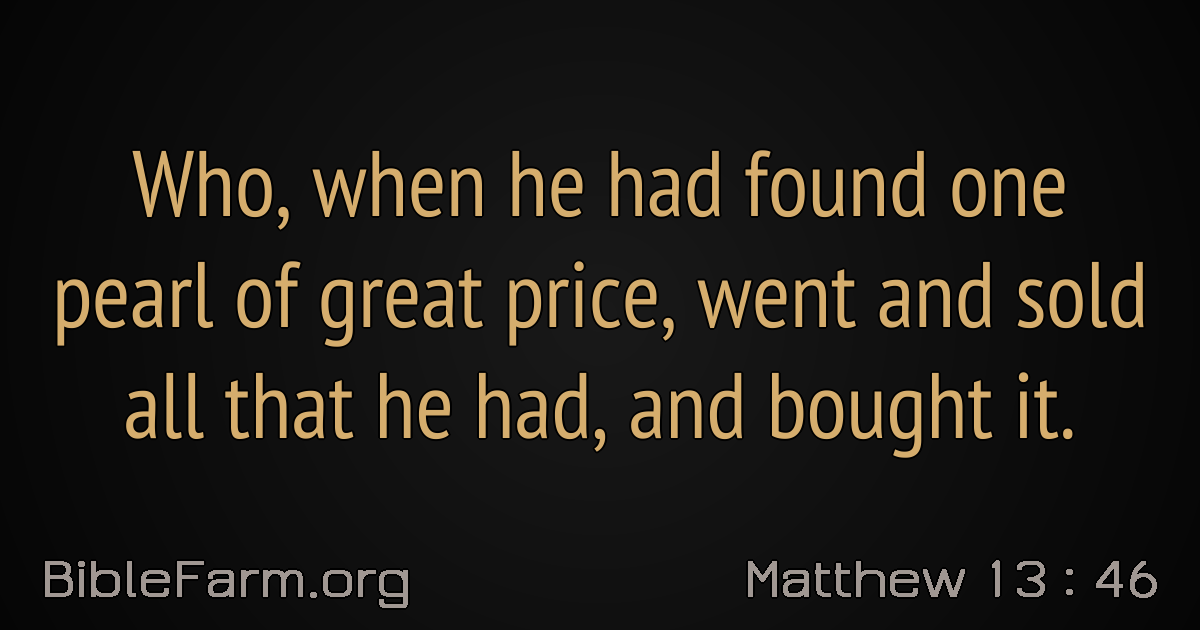 Who, when he had found one
pearl of great price, went and sold
all that he had, and bought it.
BibleFarm.org
Matthew 13 : 46